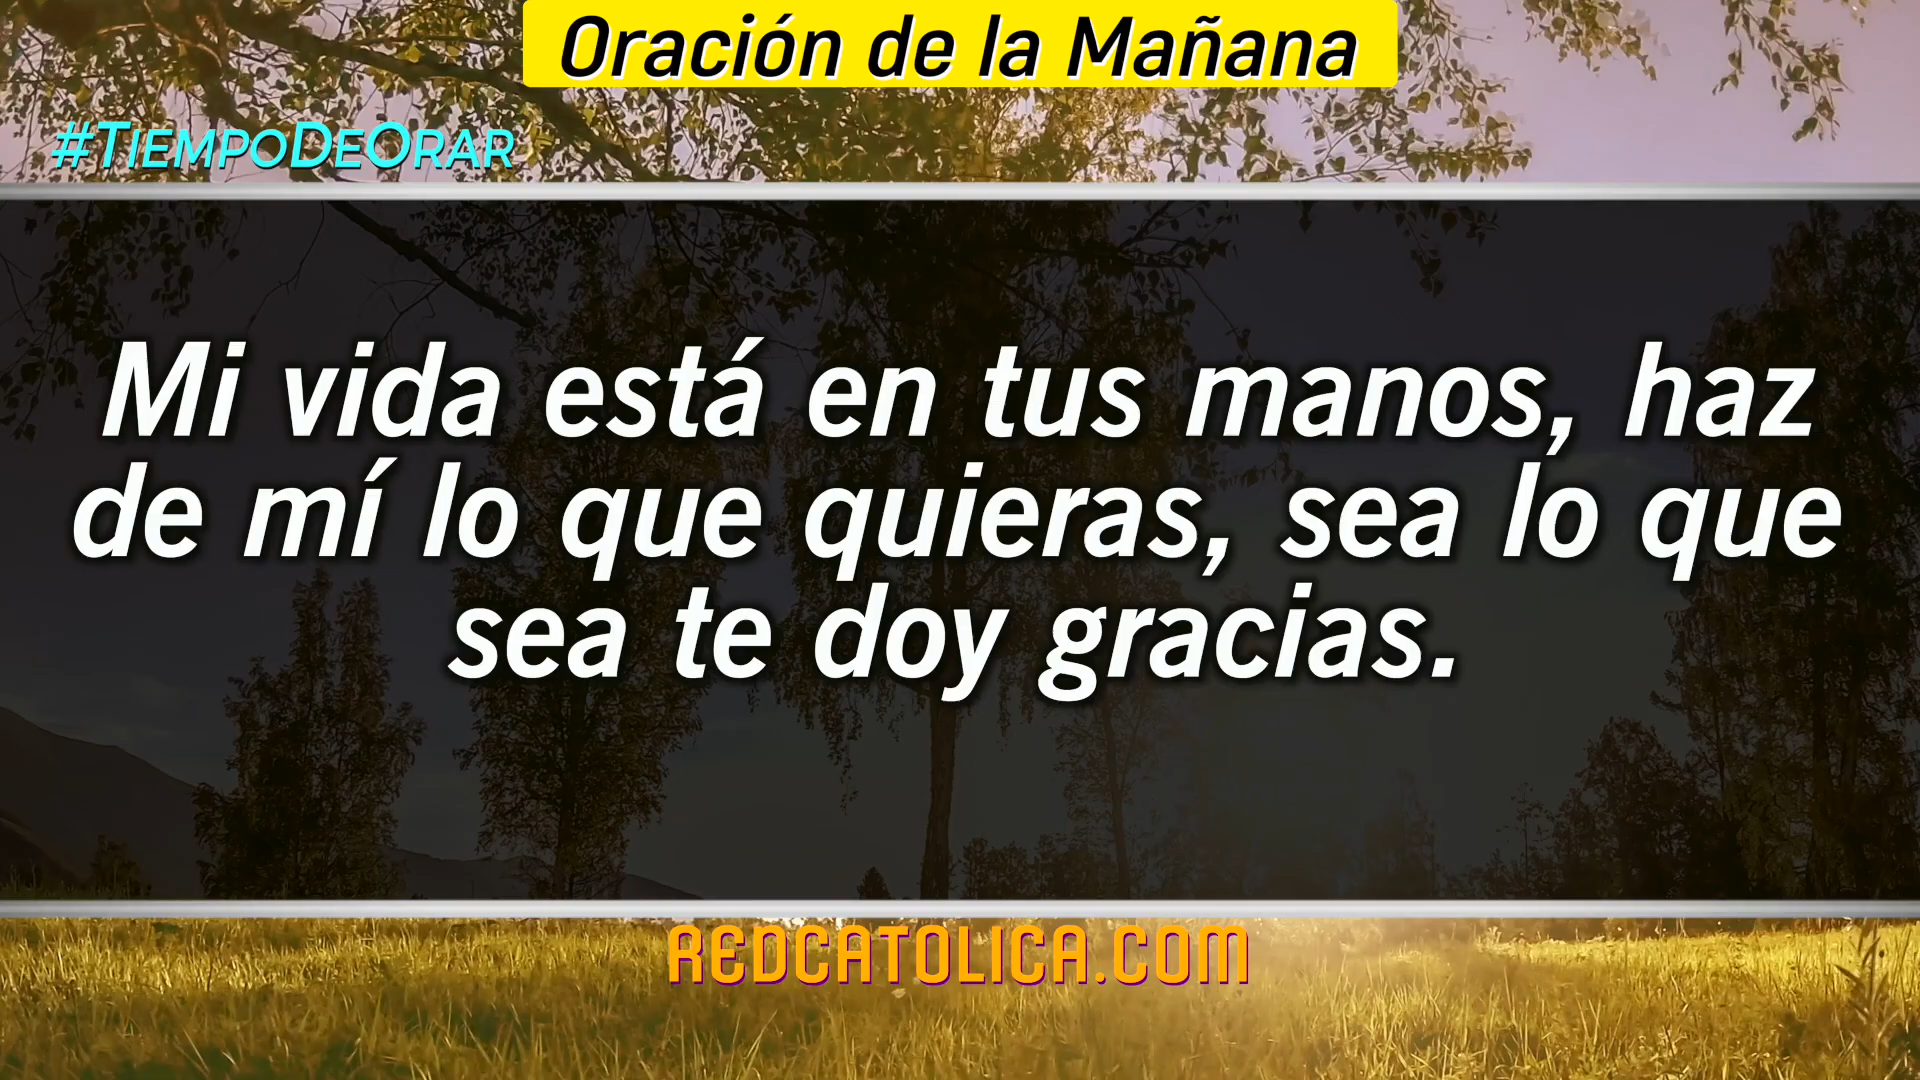 Oración de la Mañana
#TiempoDeOrar
Mi vida está en tus manos, haz
de mí lo que quieras, sea lo que
sea te doy gracias.
REDCATOLICA.COM